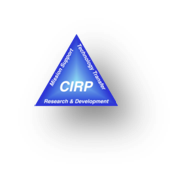 Mission Support
Technology Transfer
CIRP
Research & Development